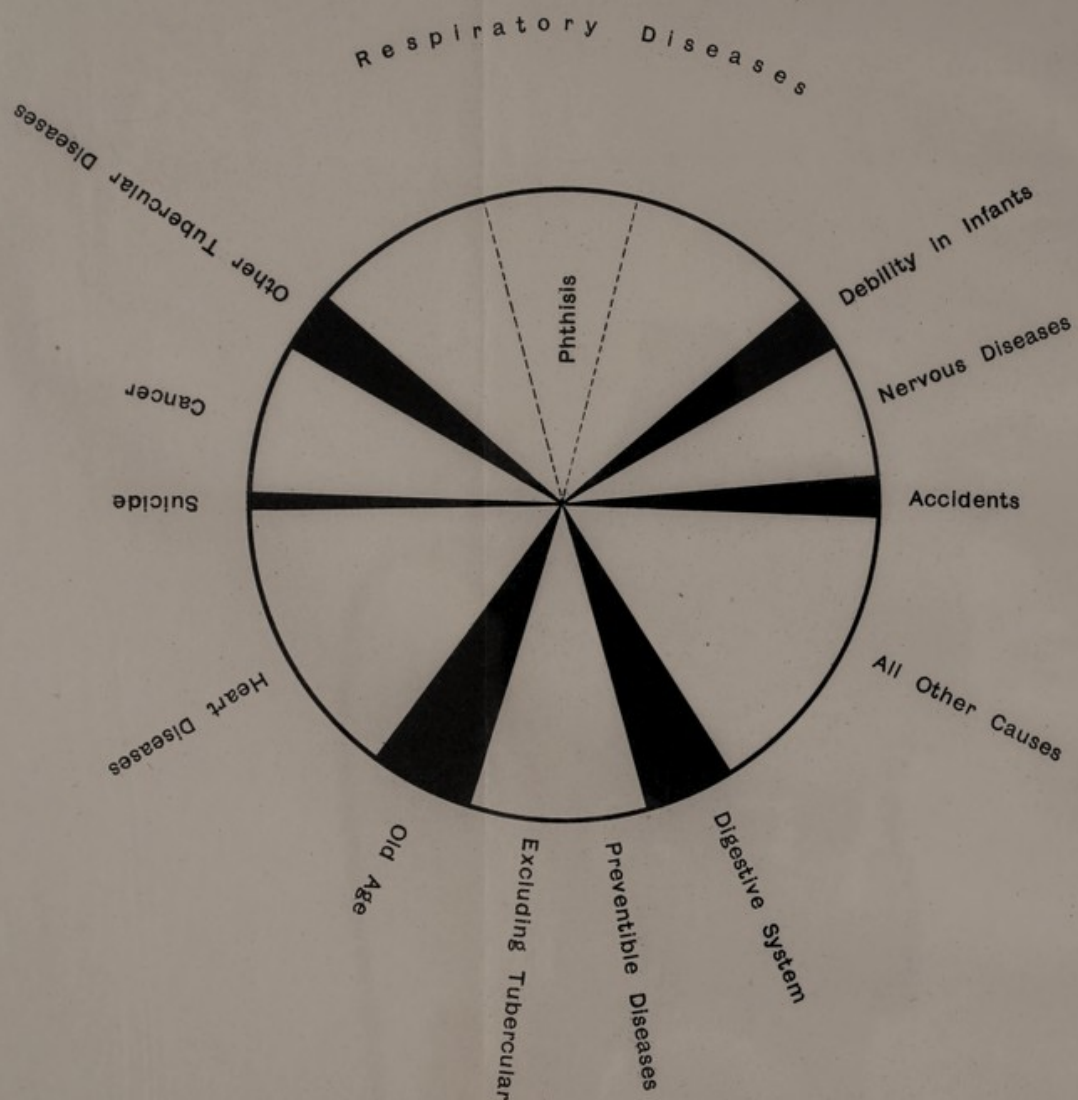 Respiratory Diseases
Phthisis
Debility in Infants
Nervous Diseases
Accidents
All Other Causes
Digestive System
Preventible Diseases
Excluding Tubercular
Old Age
Heart Diseases
Suicide
Cancer
Other Tubercular Diseases